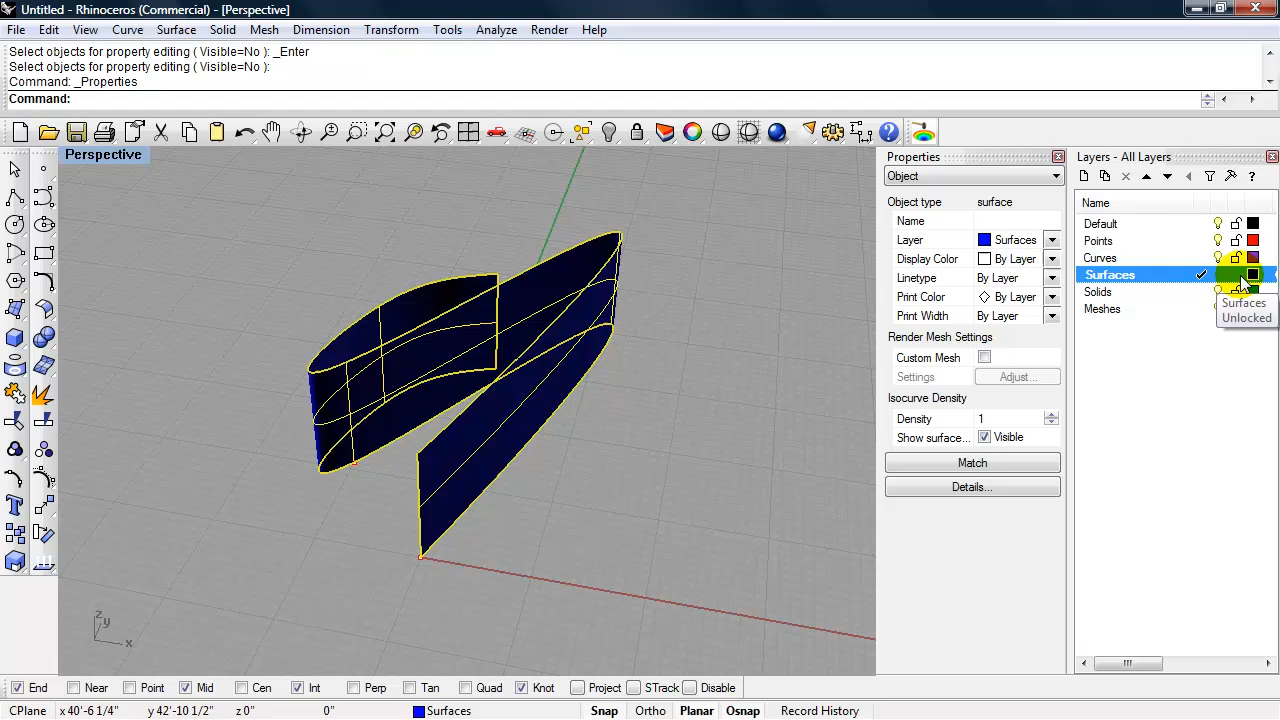 Untitled - Rhinoceros (Commercial) - [Perspective]
File Edit View Curve Surface Solid Mesh Dimension Transform Tools Analyze Render Help
Select objects for property editing ( Visible=No ): _Enter
Select objects for property editing ( Visible=No ):
Command: _Properties
Command:
Perspective
Properties
Object
Object type surface
Name
Layer Surfaces
Display Color By Layer
Linetype By Layer
Print Color By Layer
Print Width By Layer
Render Mesh Settings
Custom Mesh
Settings Adjust...
Isocurve Density
Density 1
Show surface... Visible
Match
Details...
Layers - All Layers
Name
Default
Points
Curves
Surfaces
Solids
Meshes
Surfaces
Unlocked
z
y
x
End Near Point Mid Cen Int Perp Tan Quad Knot Project STrack Disable
CPlane x 40'-6 1/4" y 42'-10 1/2" z 0" 0" Surfaces Snap Ortho Planar Osnap Record History